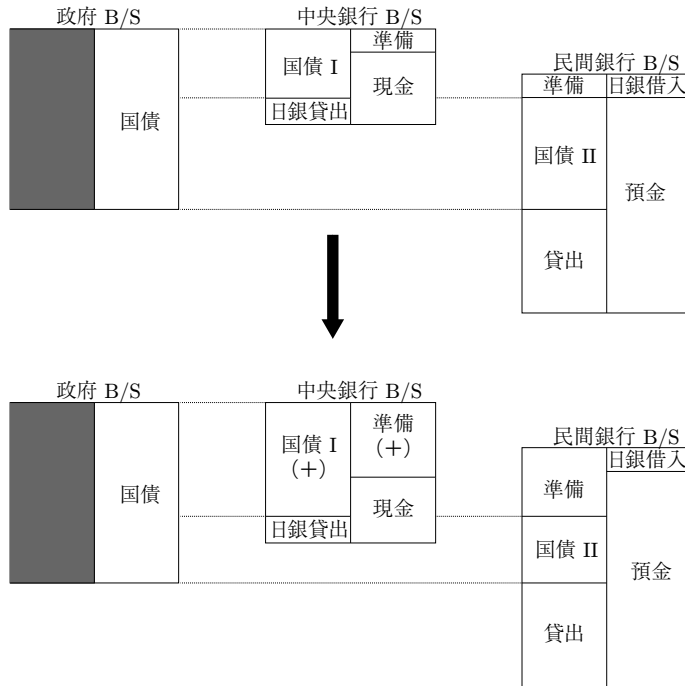 政府 B/S
中央銀行 B/S
民間銀行 B/S
国債
国債 I
日銀貸出
準備
現金
準備
日銀借入
国債 II
貸出
預金
政府 B/S
中央銀行 B/S
民間銀行 B/S
国債
国債 I
(+)
日銀貸出
準備
(+)
現金
日銀借入
準備
国債 II
貸出
預金